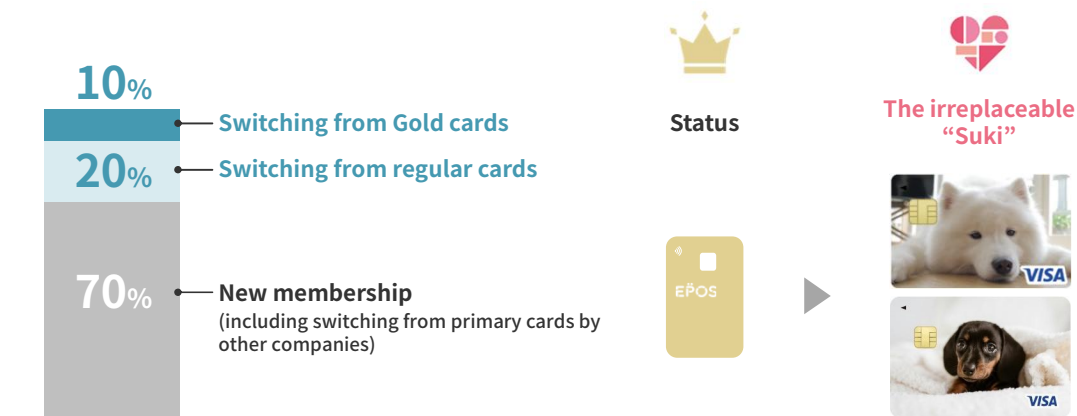 10%
Switching from Gold cards
20%
Switching from regular cards
70%
New membership
(including switching from primary cards by
other companies)
Status
EPOS
The irreplaceable
“Suki”
VISA
VISA